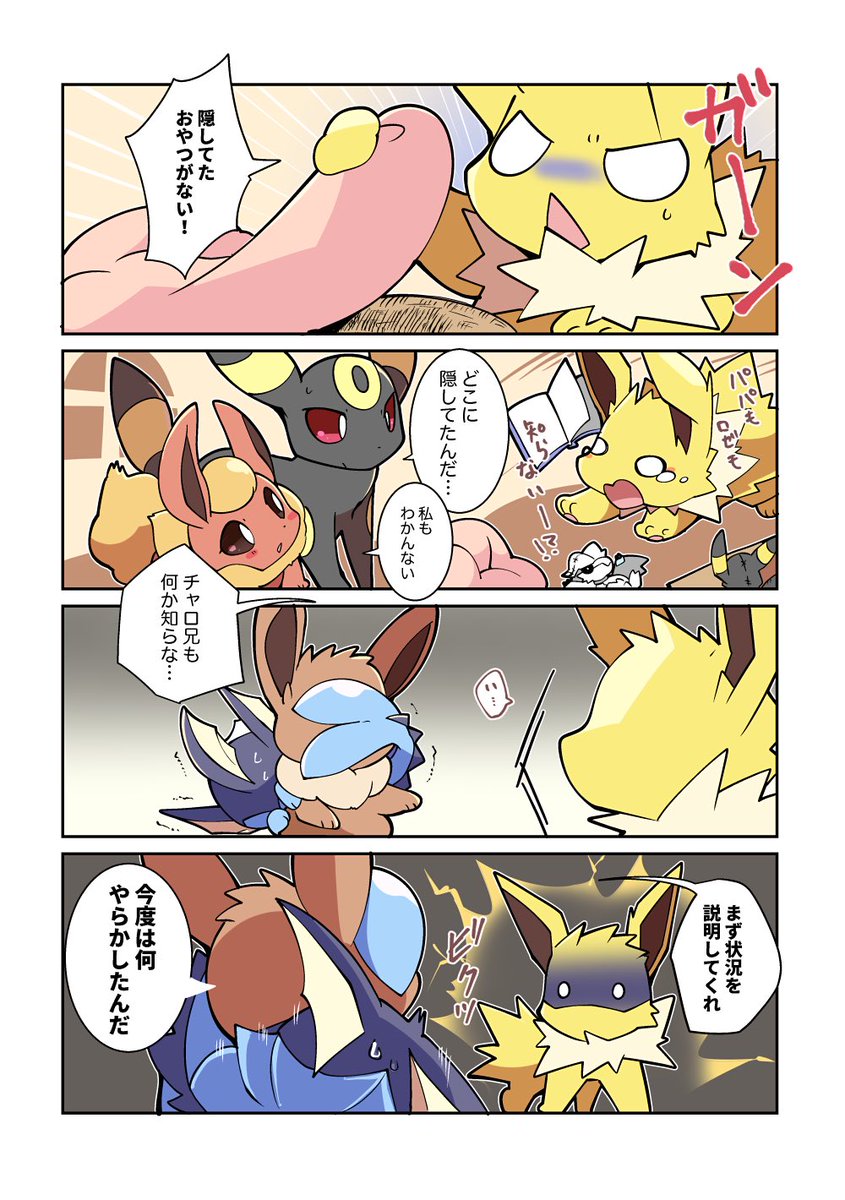 ガーン
隠してた
おやつがない!
パパも
ロゼも
知らないー!?
どこに
隠してたんだ…
私も
わかんない
チャロ兄も
何か知らな…
い…
まず状況を
説明してくれ
ビクッ
今度は何
やらかしたんだ